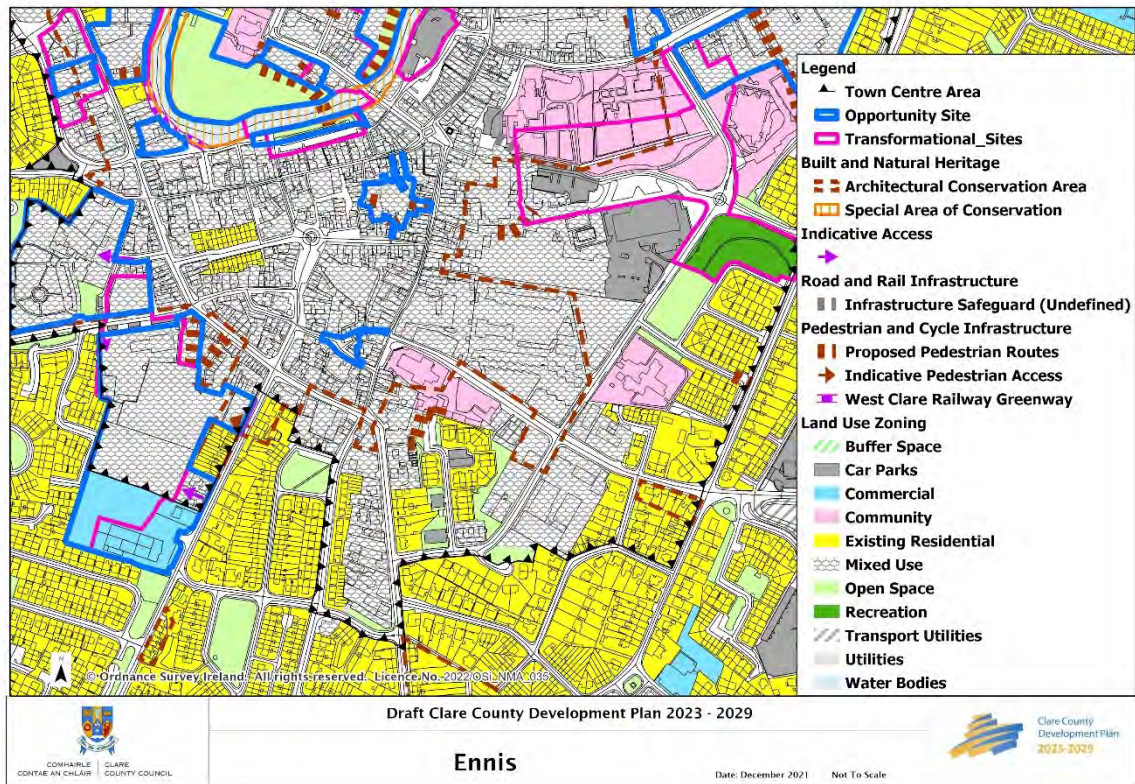 Legend
Town Centre Area
Opportunity Site
Transformational_Sites
Built and Natural Heritage
Architectural Conservation Area
Special Area of Conservation
Indicative Access
Road and Rail Infrastructure
Infrastructure Safeguard (Undefined)
Pedestrian and Cycle Infrastructure
Proposed Pedestrian Routes
Indicative Pedestrian Access
West Clare Railway Greenway
Land Use Zoning
Buffer Space
Car Parks
Commercial
Community
Existing Residential
Mixed Use
Open Space
Recreation
Transport Utilities
Utilities
Water Bodies
N
© Ordnance Survey Ireland. All rights reserved. Licence No. 2022 OSI_NMA_035
Draft Clare County Development Plan 2023 - 2029
Ennis
Date: December 2021 Not To Scale
COMHAIRLE CLARE
CONTAE AN CHLÁIR COUNTY COUNCIL
Clare County
Development Plan
2023-2029